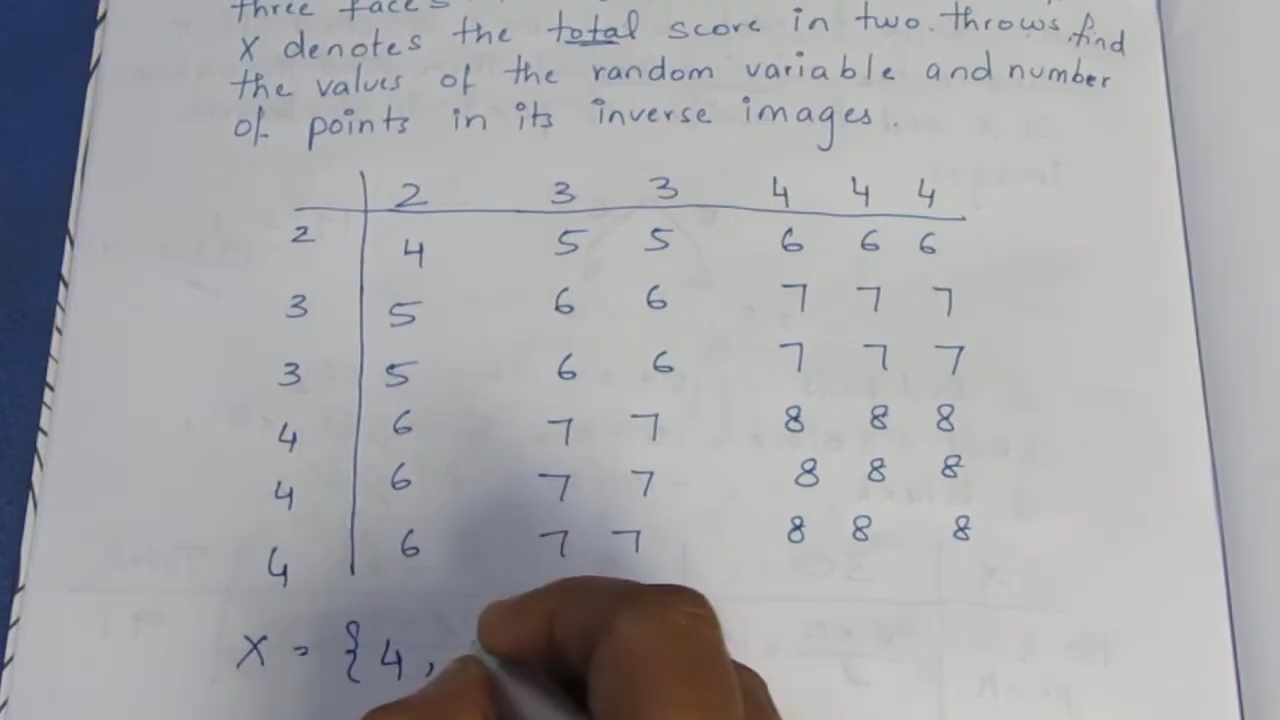 three faces
X denotes the total score in two throws find
the values of the random variable and number
of points in its inverse images.
2 3 3 4 4 4
2 4 5 5 6 6 6
3 5 6 6 7 7 7
3 5 6 6 7 7 7
4 6 7 7 8 8 8
4 6 7 7 8 8 8
4 6 7 7 8 8 8
X = {4,